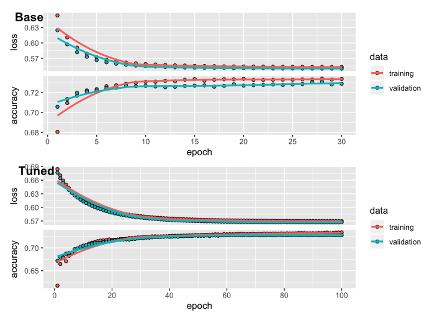 Base
0.63
0.60
0.57
loss
0.72
0.70
0.68
accuracy
0 5 10 15 20 25 30
epoch
data
training
validation
Tuned
0.69
0.66
0.63
0.60
0.57
loss
0.70
0.65
accuracy
0 20 40 60 80 100
epoch
data
training
validation